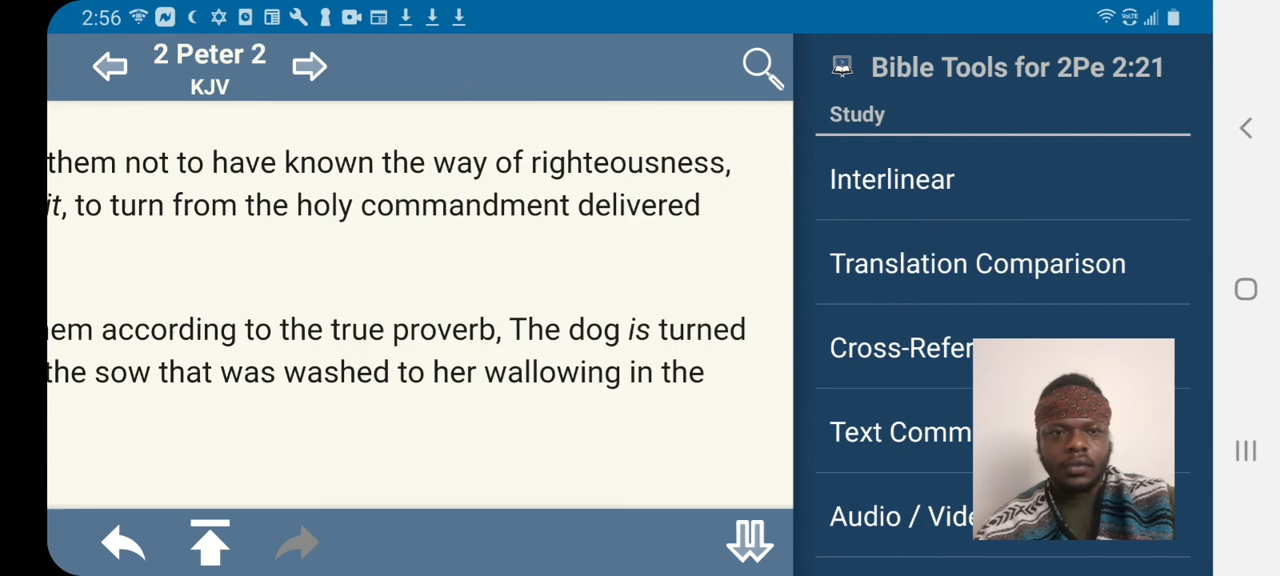 2:56
2 Peter 2
KJV
them not to have known the way of righteousness,
it, to turn from the holy commandment delivered
em according to the true proverb, The dog is turned
the sow that was washed to her wallowing in the
Bible Tools for 2Pe 2:21
Study
Interlinear
Translation Comparison
Cross-Refer
Text Comm
Audio / Vide